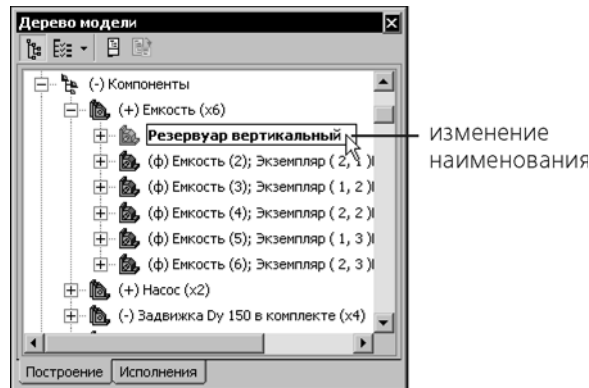 Дерево модели
(-) Компоненты
(+) Емкость (x6)
Резервуар вертикальный
изменение
наименования
(ф) Емкость (2); Экземпляр ( 2, 1 )
(ф) Емкость (3); Экземпляр ( 1, 2 )
(ф) Емкость (4); Экземпляр ( 2, 2 )
(ф) Емкость (5); Экземпляр ( 1, 3 )
(ф) Емкость (6); Экземпляр ( 2, 3 )
(+) Насос (x2)
(-) Задвижка Dy 150 в комплекте (x4)
Построение Исполнения